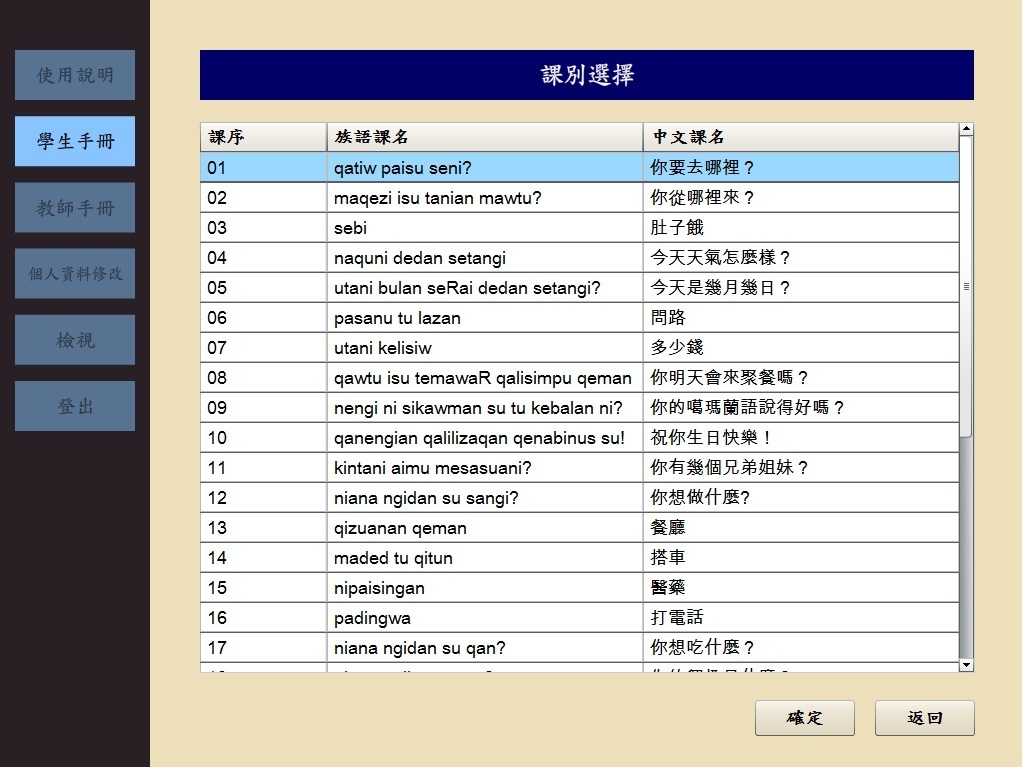 使用說明
學生手冊
教師手冊
個人資料修改
檢視
登出
課別選擇
課序 族語課名 中文課名
01 qatiw paisu seni? 你要去哪裡？
02 maqezi isu tanian mawtu? 你從哪裡來？
03 sebi 肚子餓
04 naquni dedan setangi 今天天氣怎麼樣？
05 utani bulan seRai dedan setangi? 今天是幾月幾日？
06 pasanu tu lazan 問路
07 utani kelisiw 多少錢
08 qawtu isu temawaR qalisimpu qeman 你明天會來聚餐嗎？
09 nengi ni sikawman su tu kebalan ni? 你的噶瑪蘭語說得好嗎？
10 qanengian qalilizaqan qenabinus su! 祝你生日快樂！
11 kintani aimu mesasuani? 你有幾個兄弟姐妹？
12 niana ngidan su sangi? 你想做什麼?
13 qizuanan qeman 餐廳
14 maded tu qitun 搭車
15 nipaisingan 醫藥
16 padingwa 打電話
17 niana ngidan su qan? 你想吃什麼？
確定 返回